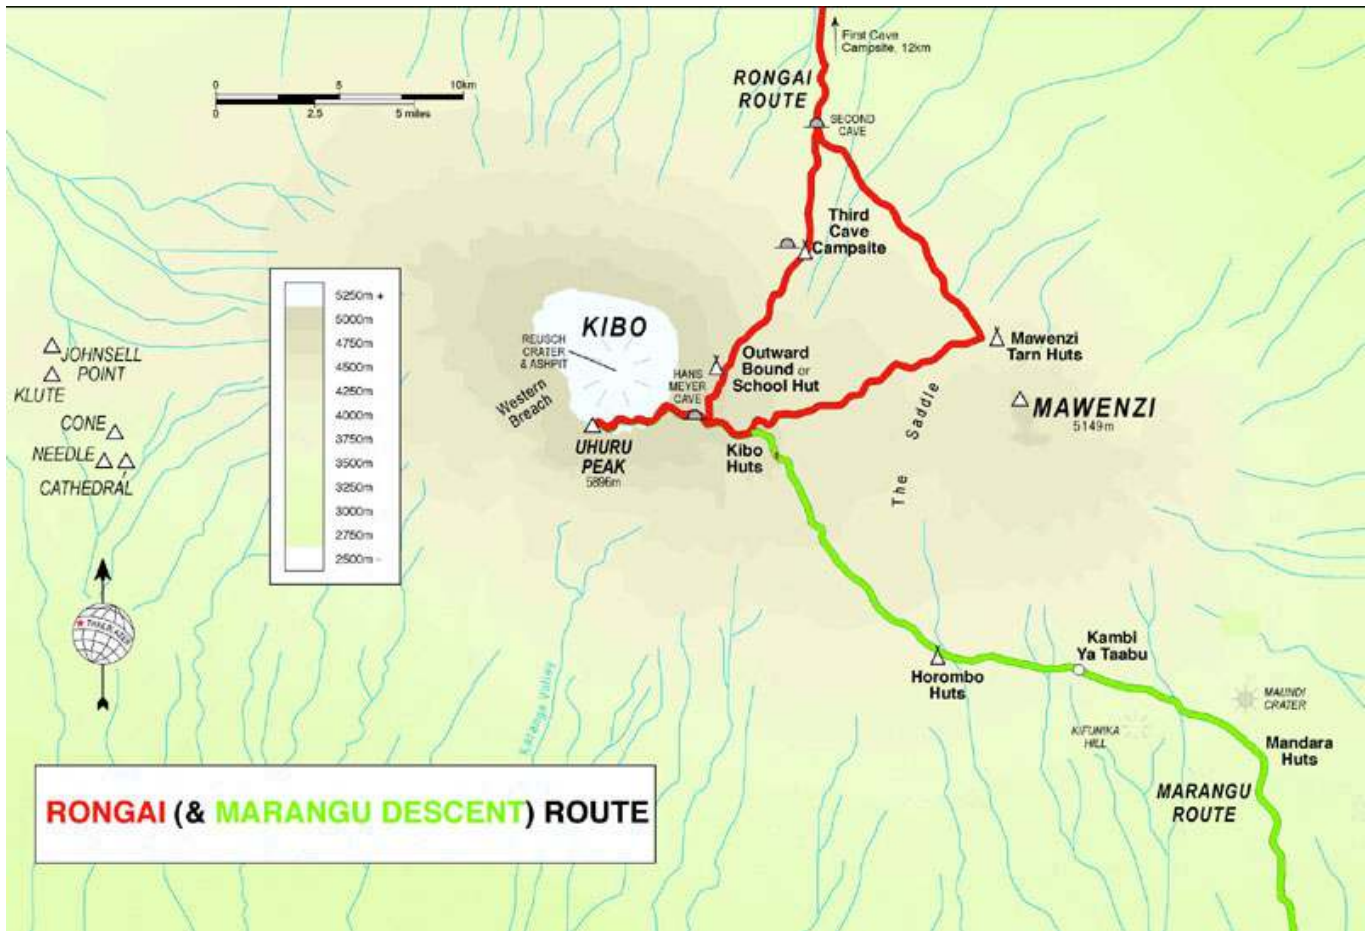 First Cave
Campsite, 12km
0 5 10km
0 2.5 5 miles
RONGAI
ROUTE
SECOND
CAVE
Third
Cave
Campsite
5250m +
5000m
4750m
4500m
4250m
4000m
3750m
3500m
3250m
3000m
2750m
2500m -
KIBO
REUSCH
CRATER
& ASHPIT
Western
Breach
HANS
MEYER
CAVE
Outward
Bound or
School Hut
Mawenzi
Tarn Huts
MAWENZI
5149m
The Saddle
JOHNSELL
POINT
KLUTE
CONE
NEEDLE
CATHEDRAL
UHURU
PEAK
5896m
Kibo
Huts
TRAILBLAZER
Karanga Valley
Horombo
Huts
Kambi
Ya Taabu
MAUNDI
CRATER
KIFUNIKA
HILL
Mandara
Huts
MARANGU
ROUTE
RONGAI (& MARANGU DESCENT) ROUTE